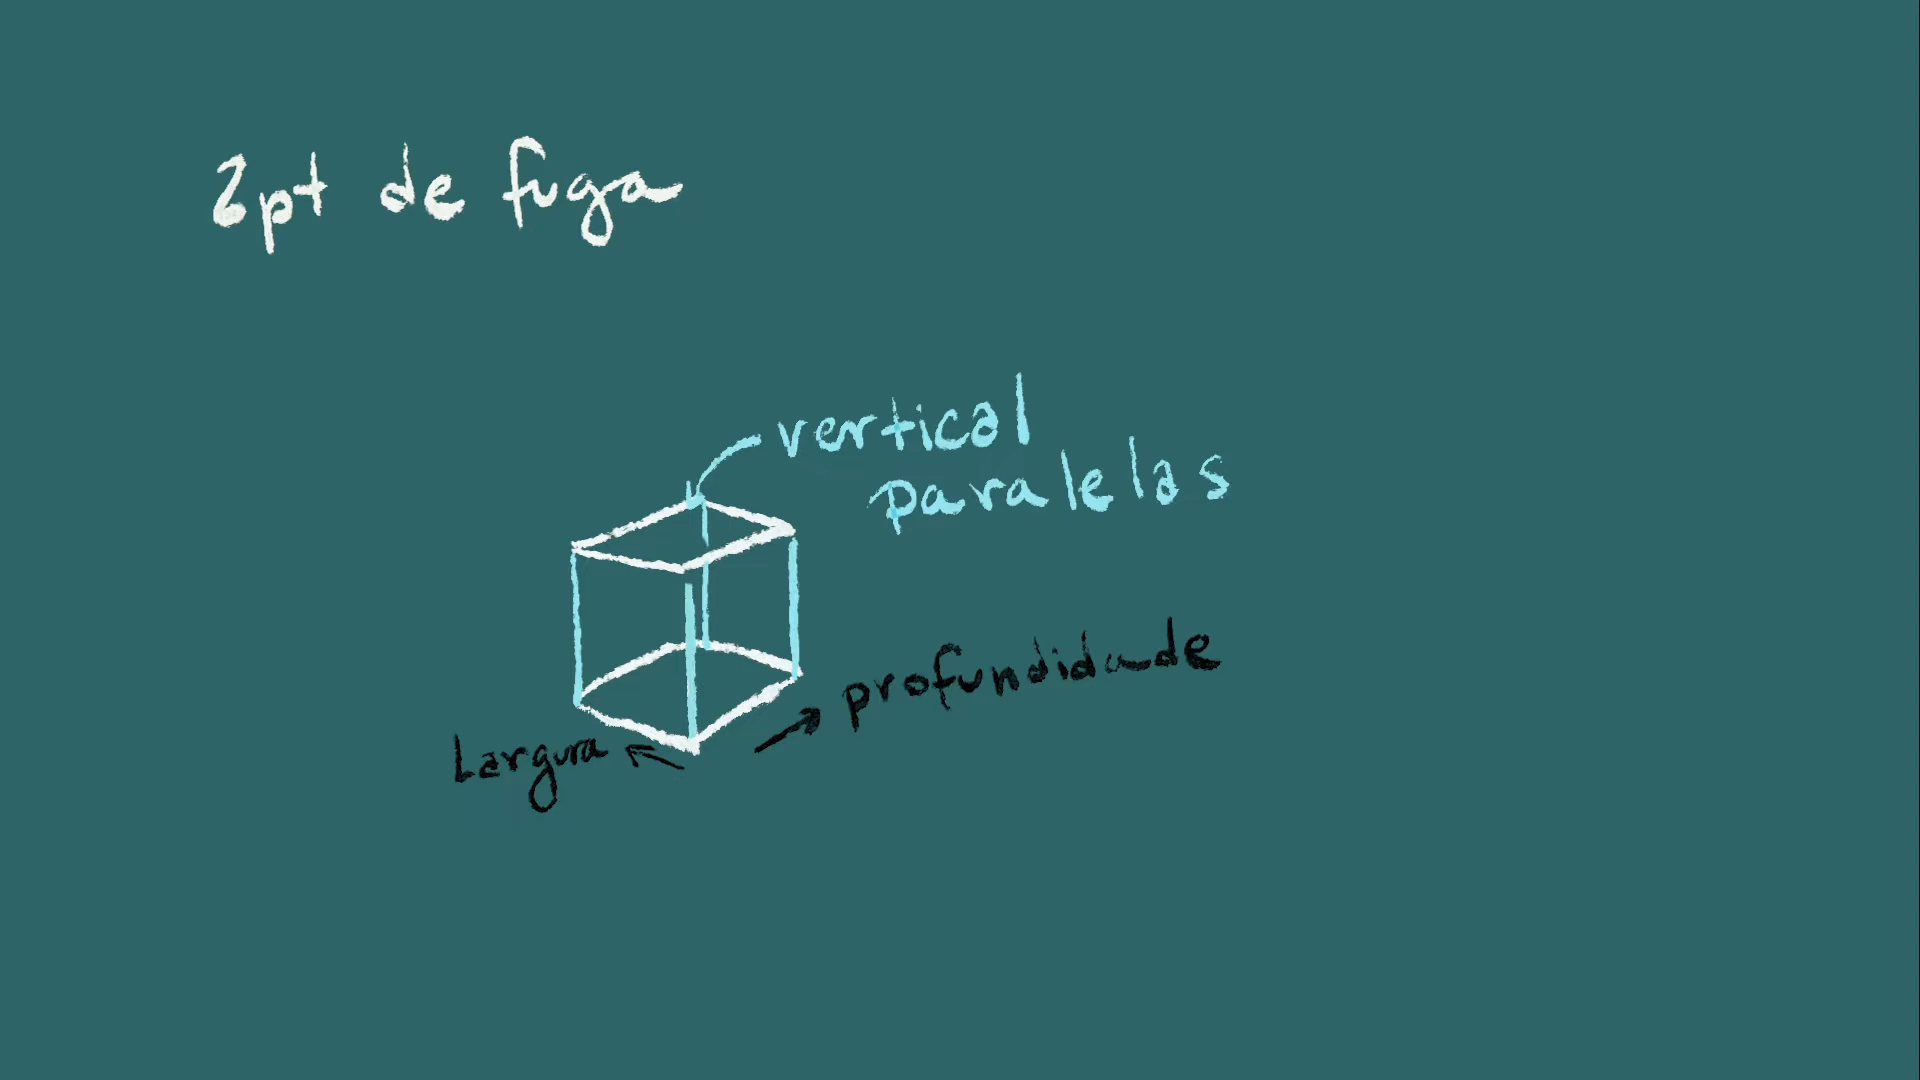 2pt de fuga
vertical
paralelas
profundidade
Largura